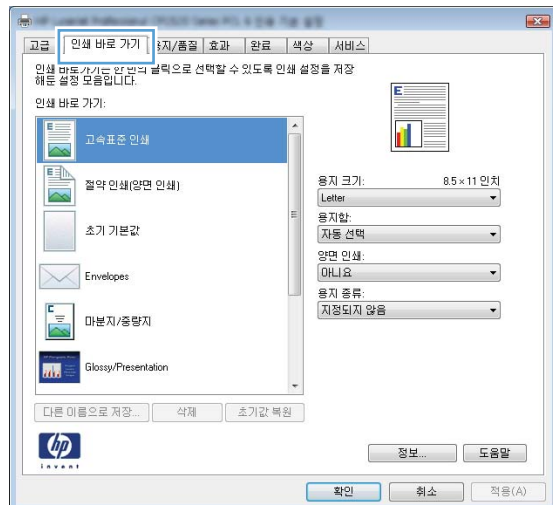 고급
인쇄 바로 가기
용지/품질
효과
완료
색상
서비스
인쇄 바로가기는 한 번의 클릭으로 선택할 수 있도록 인쇄 설정을 저장
해둔 설정 모음입니다.
인쇄 바로 가기:
고속표준 인쇄
절약 인쇄(양면 인쇄)
초기 기본값
Envelopes
마분지/중량지
Glossy/Presentation
다른 이름으로 저장...
삭제
초기값 복원
E
용지 크기:
8.5 × 11 인치
Letter
용지함:
자동 선택
양면 인쇄:
아니요
용지 종류:
지정되지 않음
hp
invent
정보...
도움말
확인
취소
적용(A)